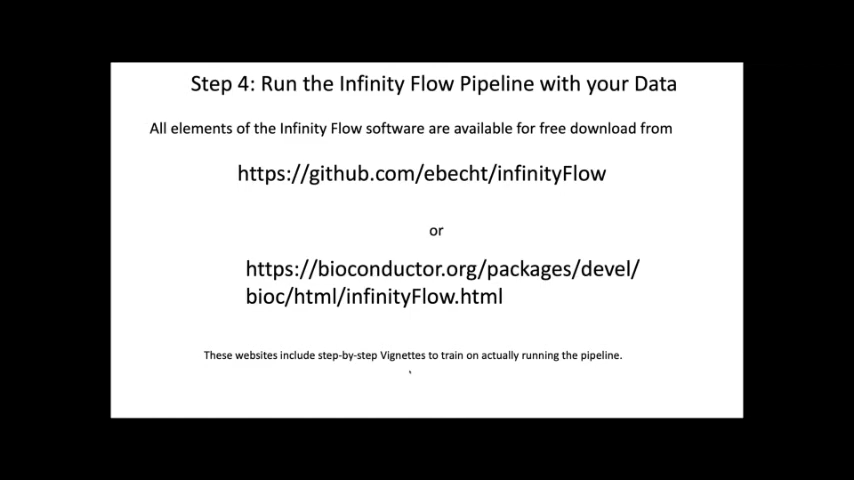 Step 4: Run the Infinity Flow Pipeline with your Data
All elements of the Infinity Flow software are available for free download from
https://github.com/ebecht/infinityFlow
or
https://bioconductor.org/packages/devel/
bioc/html/infinityFlow.html
These websites include step-by-step Vignettes to train on actually running the pipeline.